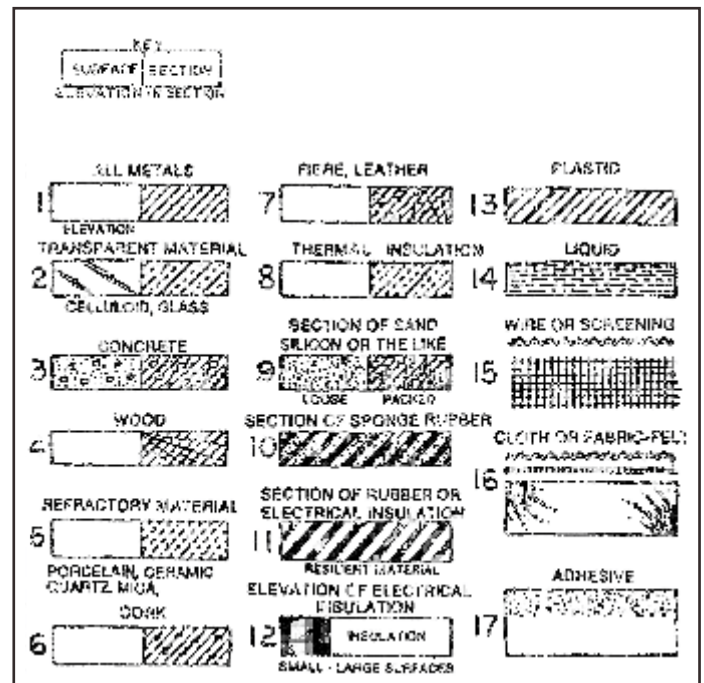 KEY
SURFACE SECTION
ELEVATION IR SECTION
ALL METALS
1
ELEVATION
TRANSPARENT MATERIAL
2
CELLULOID, GLASS
CONCRETE
3
WOOD
4
REFRACTORY MATERIAL
5
PORCELAIN, CERAMIC
QUARTZ, MICA,
CORK
6
FIBRE, LEATHER
7
THERMAL INSULATION
8
SECTION OF SAND
SILICON OR THE LIKE
9
LOOSE PACKED
SECTION OF SPONGE RUBBER
10
SECTION OF RUBBER OR
ELECTRICAL INSULATION
11
RESILIENT MATERIAL
ELEVATION OF ELECTRICAL
INSULATION
12
INSULATION
SMALL - LARGE SURFACES
PLASTIC
13
LIQUID
14
WIRE OR SCREENING
15
CLOTH OR FABRIC-FELT
16
ADHESIVE
17